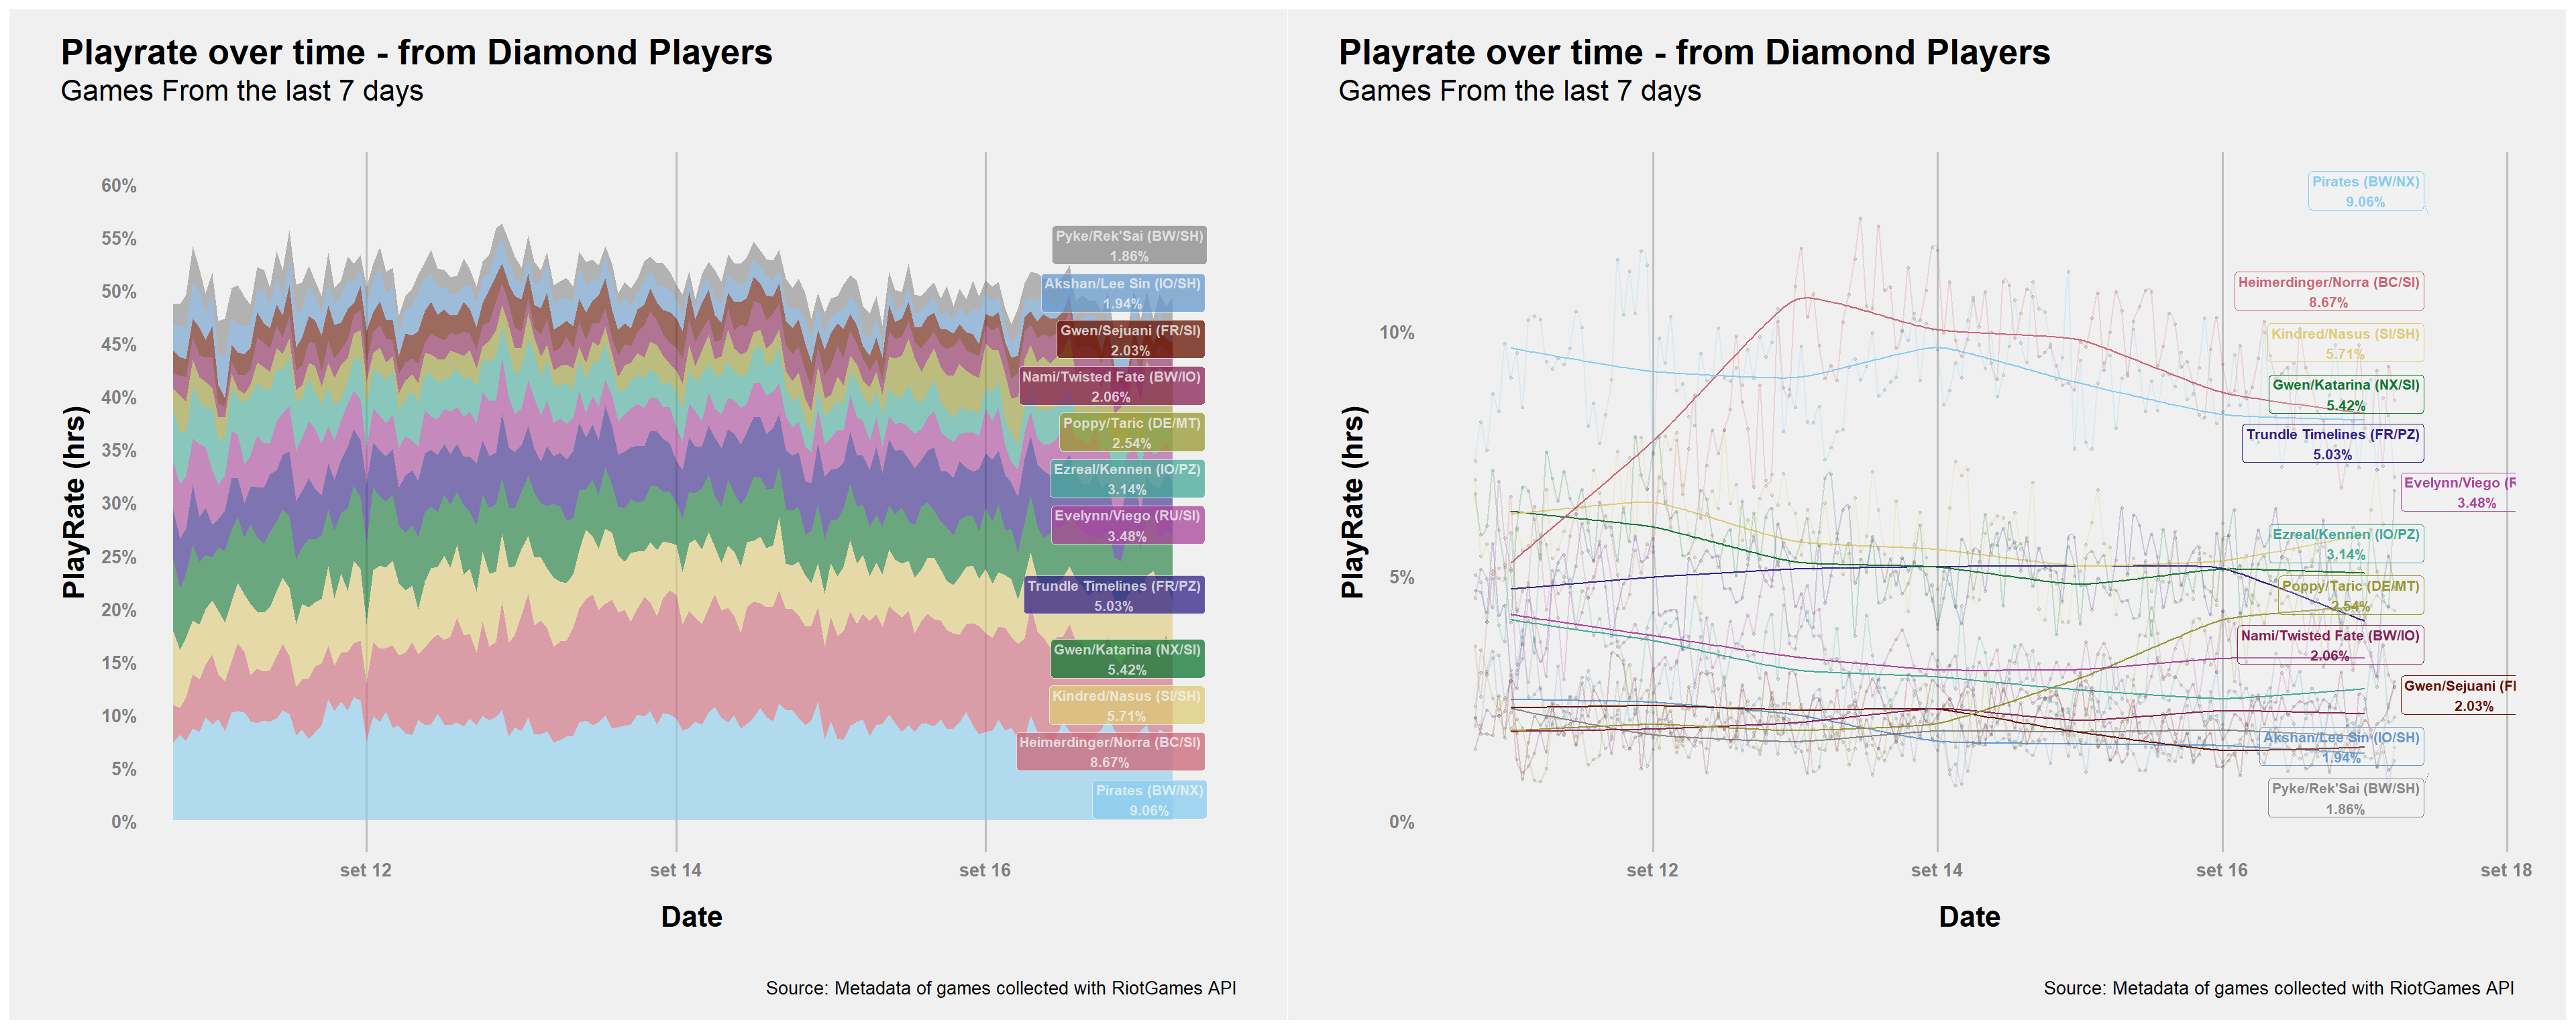 Playrate over time - from Diamond Players
Games From the last 7 days
PlayRate (hrs)
60%
55%
50%
45%
40%
35%
30%
25%
20%
15%
10%
5%
0%
Pyke/Rek'Sai (BW/SH)
1.86%
Akshan/Lee Sin (IO/SH)
1.94%
Gwen/Sejuani (FR/SI)
2.03%
Nami/Twisted Fate (BW/IO)
2.06%
Poppy/Taric (DE/MT)
2.54%
Ezreal/Kennen (IO/PZ)
3.14%
Evelynn/Viego (RU/SI)
3.48%
Trundle Timelines (FR/PZ)
5.03%
Gwen/Katarina (NX/SI)
5.42%
Kindred/Nasus (SI/SH)
5.71%
Heimerdinger/Norra (BC/SI)
8.67%
Pirates (BW/NX)
9.06%
set 12
set 14
set 16
Date
Source: Metadata of games collected with RiotGames API
Playrate over time - from Diamond Players
Games From the last 7 days
PlayRate (hrs)
10%
5%
0%
Pirates (BW/NX)
9.06%
Heimerdinger/Norra (BC/SI)
8.67%
Kindred/Nasus (SI/SH)
5.71%
Gwen/Katarina (NX/SI)
5.42%
Trundle Timelines (FR/PZ)
5.03%
Evelynn/Viego (R
3.48%
Ezreal/Kennen (IO/PZ)
3.14%
Poppy/Taric (DE/MT)
2.54%
Nami/Twisted Fate (BW/IO)
2.06%
Gwen/Sejuani (F
2.03%
Akshan/Lee Sin (IO/SH)
1.94%
Pyke/Rek'Sai (BW/SH)
1.86%
set 12
set 14
set 16
set 18
Date
Source: Metadata of games collected with RiotGames API